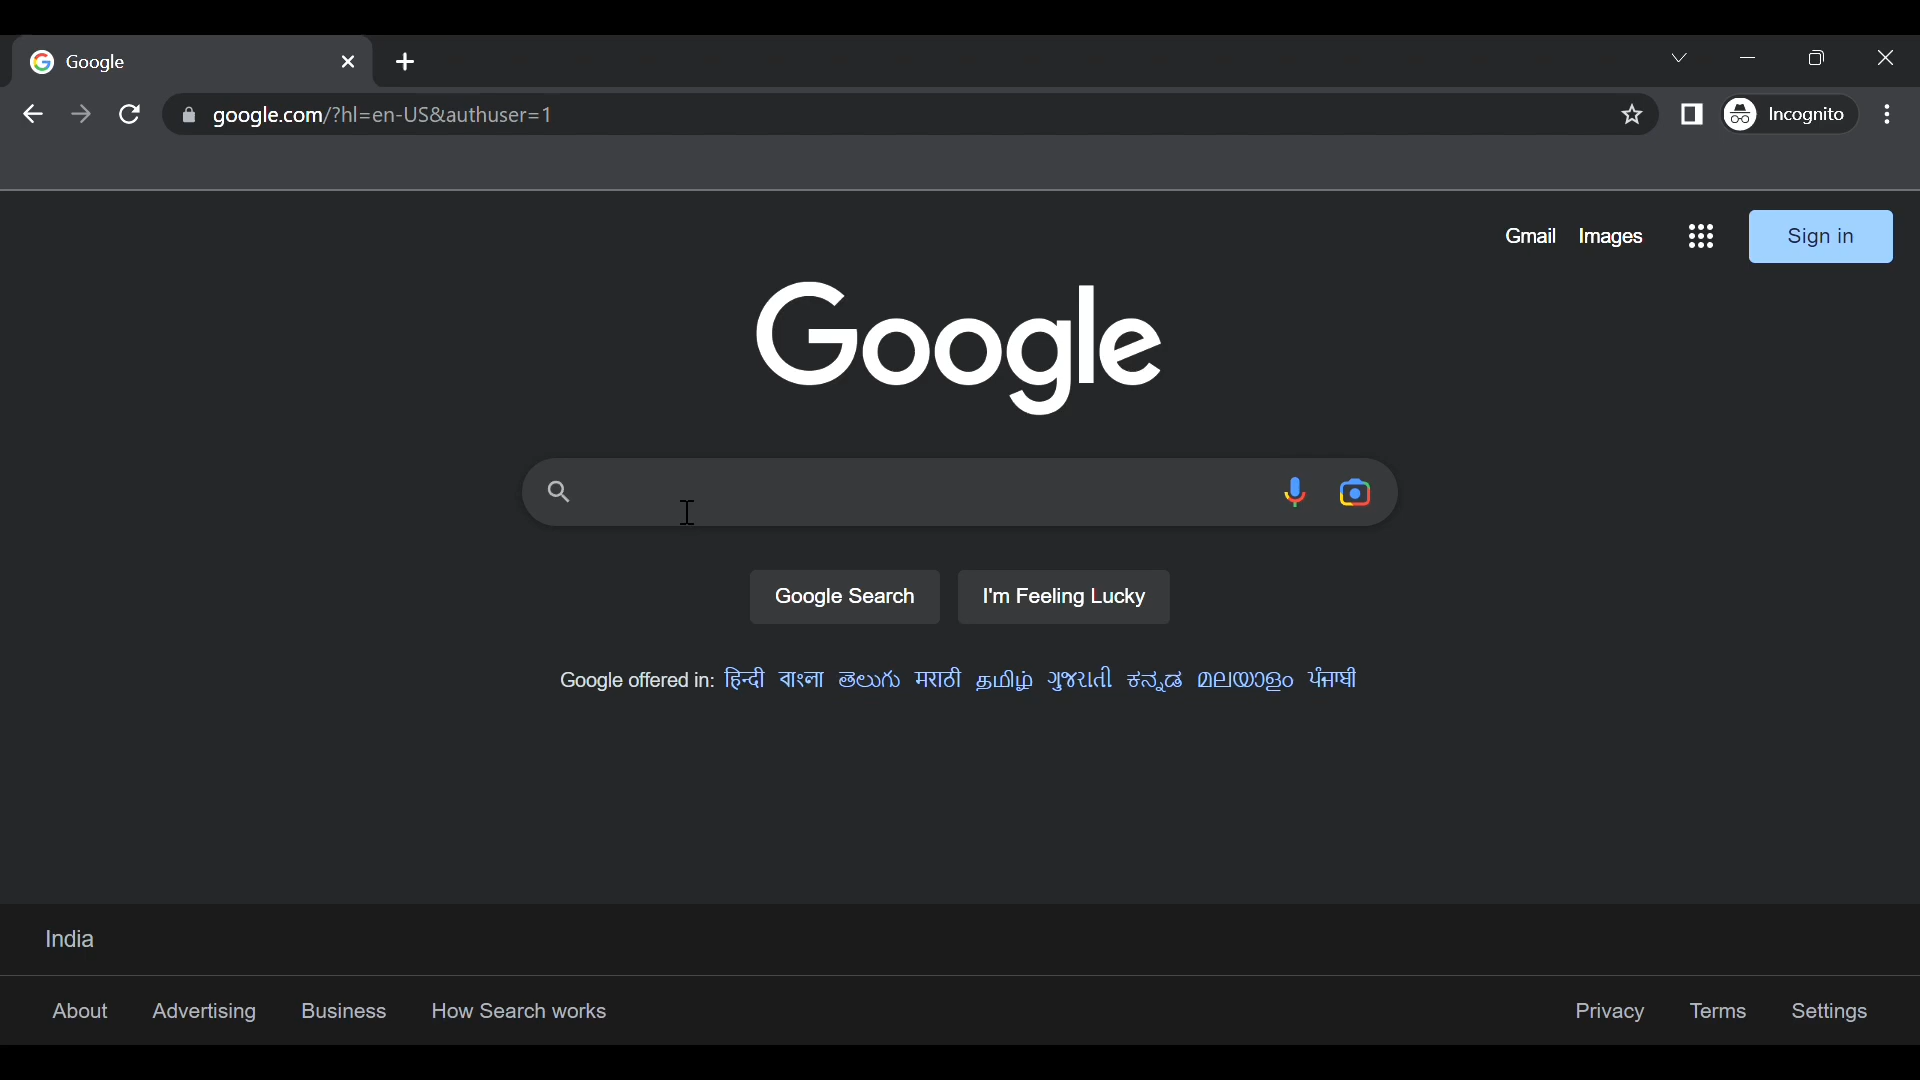 Google
google.com/?hl=en-US&authuser=1
Incognito
Gmail Images Sign in
Google
Google Search I'm Feeling Lucky
Google offered in: हिन्दी বাংলা తెలుగు मराठी தமிழ் ગુજરાતી ಕನ್ನಡ മലയാളം ਪੰਜਾਬੀ
India
About Advertising Business How Search works Privacy Terms Settings